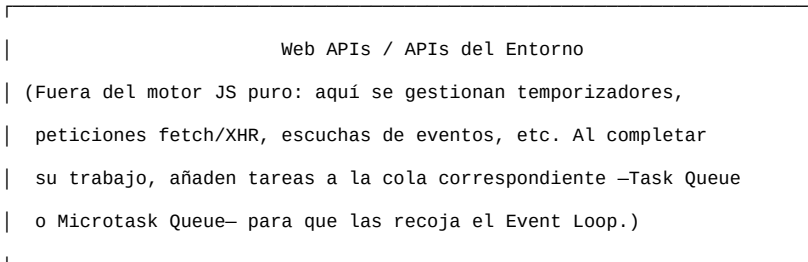 Web APIs / APIs del Entorno
(Fuera del motor JS puro: aquí se gestionan temporizadores,
peticiones fetch/XHR, escuchas de eventos, etc. Al completar
su trabajo, añaden tareas a la cola correspondiente —Task Queue
o Microtask Queue— para que las recoja el Event Loop.)